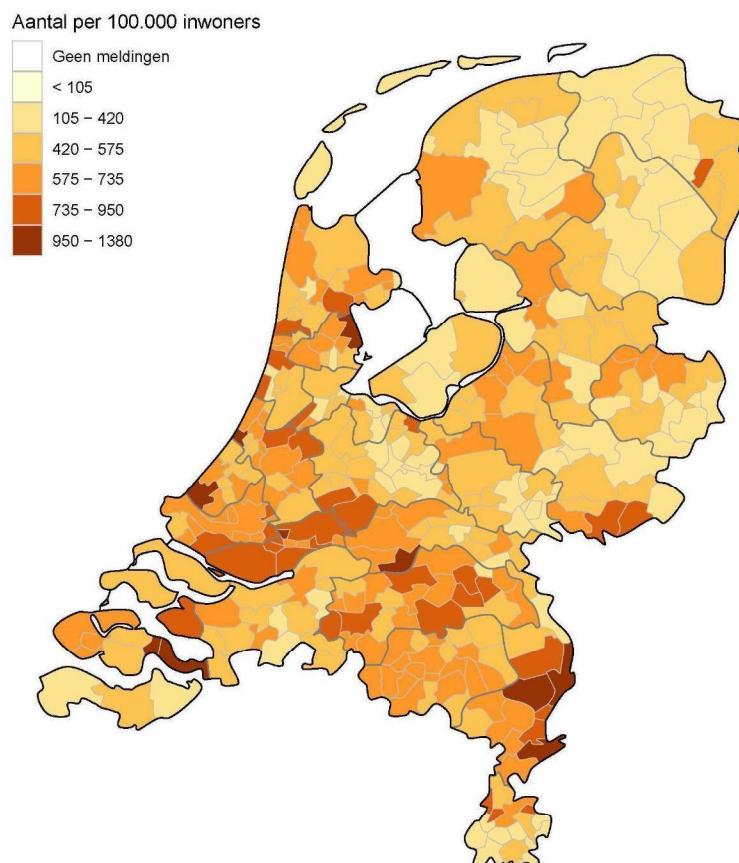 Aantal per 100.000 inwoners
Geen meldingen
< 105
105 – 420
420 – 575
575 – 735
735 – 950
950 – 1380